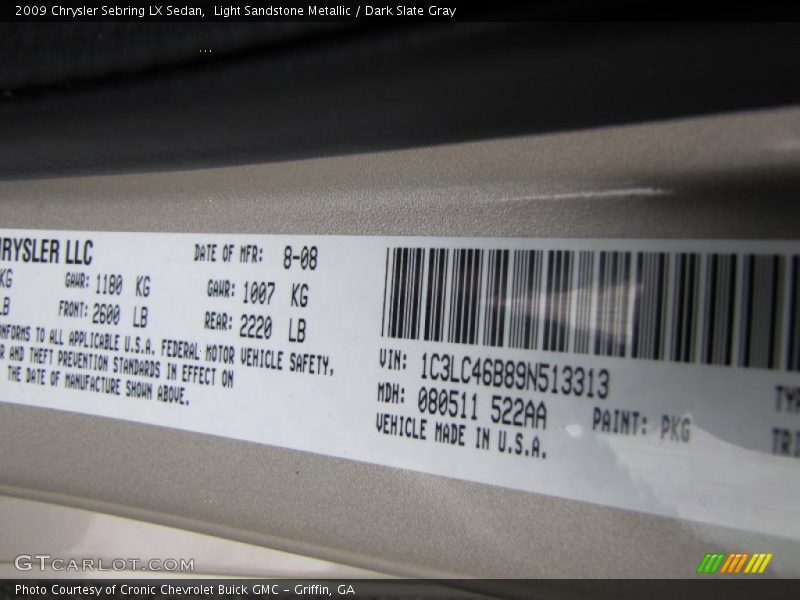 2009 Chrysler Sebring LX Sedan,  Light Sandstone Metallic / Dark Slate Gray
RYSLER LLC
DATE OF MFR: 8-08
KG GAWR: 1180 KG GAWR: 1007 KG
LB FRONT: 2600 LB REAR: 2220 LB
NFORMS TO ALL APPLICABLE U.S.A. FEDERAL MOTOR VEHICLE SAFETY,
R AND THEFT PREVENTION STANDARDS IN EFFECT ON
THE DATE OF MANUFACTURE SHOWN ABOVE.
VIN: 1C3LC46B89N513313
MDH: 080511 522AA PAINT: PKG
VEHICLE MADE IN U.S.A.
GTCARLOT.COM
Photo Courtesy of Cronic Chevrolet Buick GMC – Griffin, GA